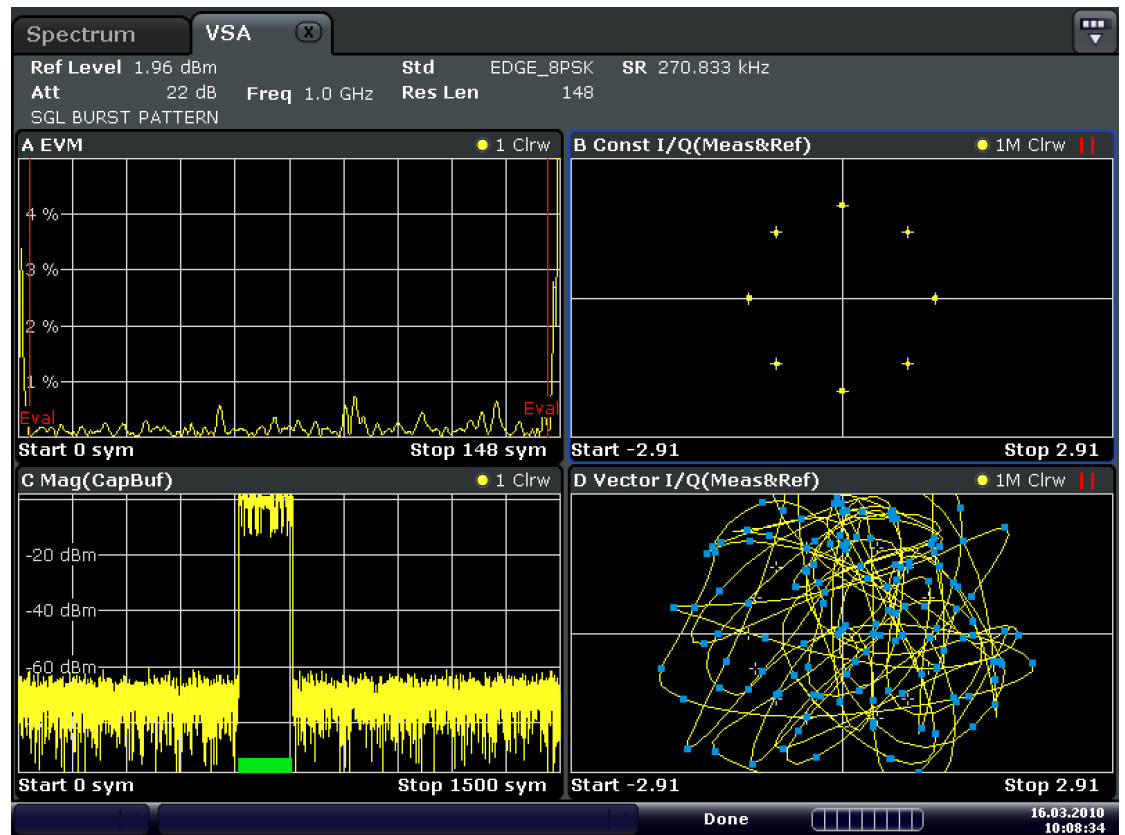 Spectrum VSA X
Ref Level 1.96 dBm Std EDGE_8PSK SR 270.833 kHz
Att 22 dB Freq 1.0 GHz Res Len 148
SGL BURST PATTERN
A EVM 1 Clrw
4 %
3 %
2 %
1 %
Eval Eval
Start 0 sym Stop 148 sym
B Const I/Q(Meas&Ref) 1M Clrw
Start -2.91 Stop 2.91
C Mag(CapBuf) 1 Clrw
-20 dBm
-40 dBm
-60 dBm
Start 0 sym Stop 1500 sym
D Vector I/Q(Meas&Ref) 1M Clrw
Start -2.91 Stop 2.91
Done 16.03.2010
10:08:34